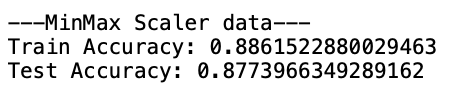 ---MinMax Scaler data---
Train Accuracy: 0.8861522880029463
Test Accuracy: 0.8773966349289162